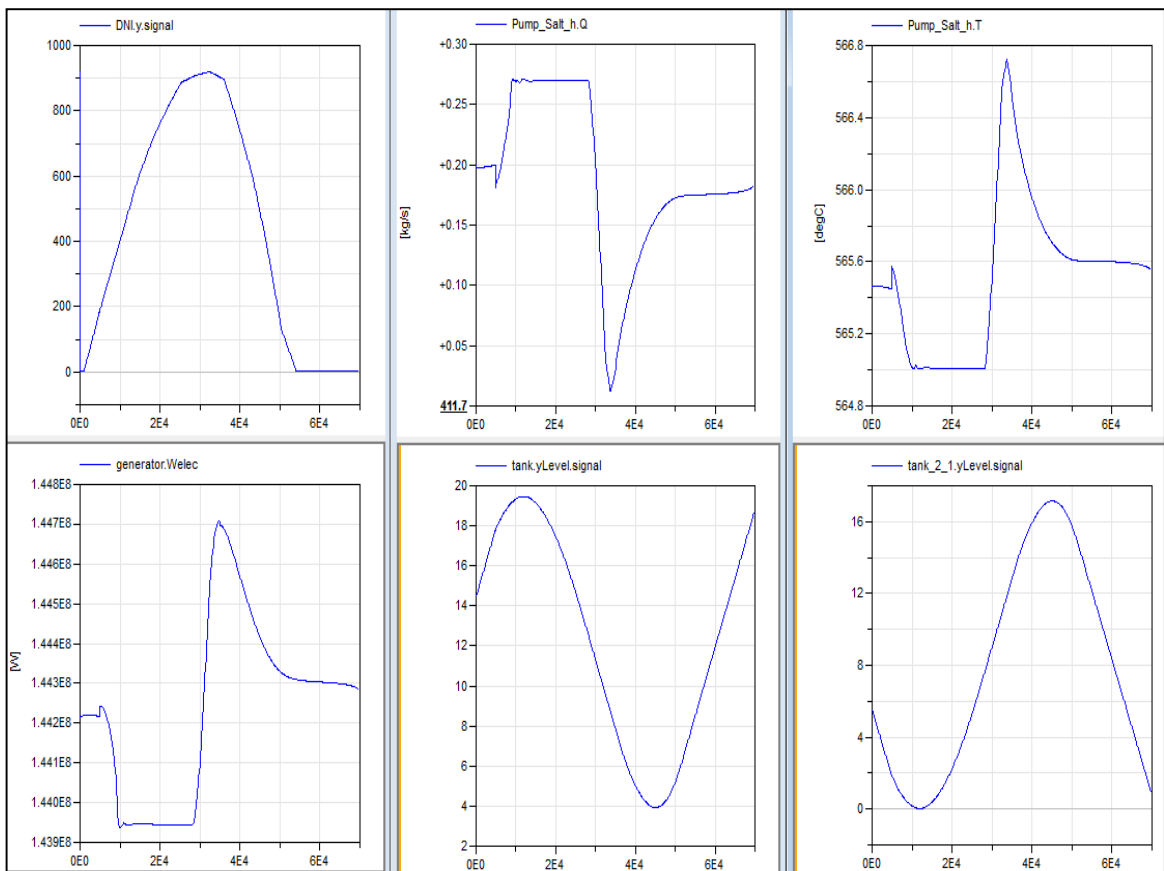 DNI.y.signal
1000
800
600
400
200
0
0E0 2E4 4E4 6E4
Pump_Salt_h.Q
+0.30
+0.25
+0.20
+0.15
+0.10
+0.05
411.7
[kg/s]
0E0 2E4 4E4 6E4
Pump_Salt_h.T
566.8
566.4
566.0
565.6
565.2
564.8
[degC]
0E0 2E4 4E4 6E4
generator.Welec
1.448E8
1.447E8
1.446E8
1.445E8
1.444E8
1.443E8
1.442E8
1.441E8
1.440E8
1.439E8
[W]
0E0 2E4 4E4 6E4
tank.yLevel.signal
20
18
16
14
12
10
8
6
4
2
0E0 2E4 4E4 6E4
tank_2_1.yLevel.signal
16
12
8
4
0
0E0 2E4 4E4 6E4